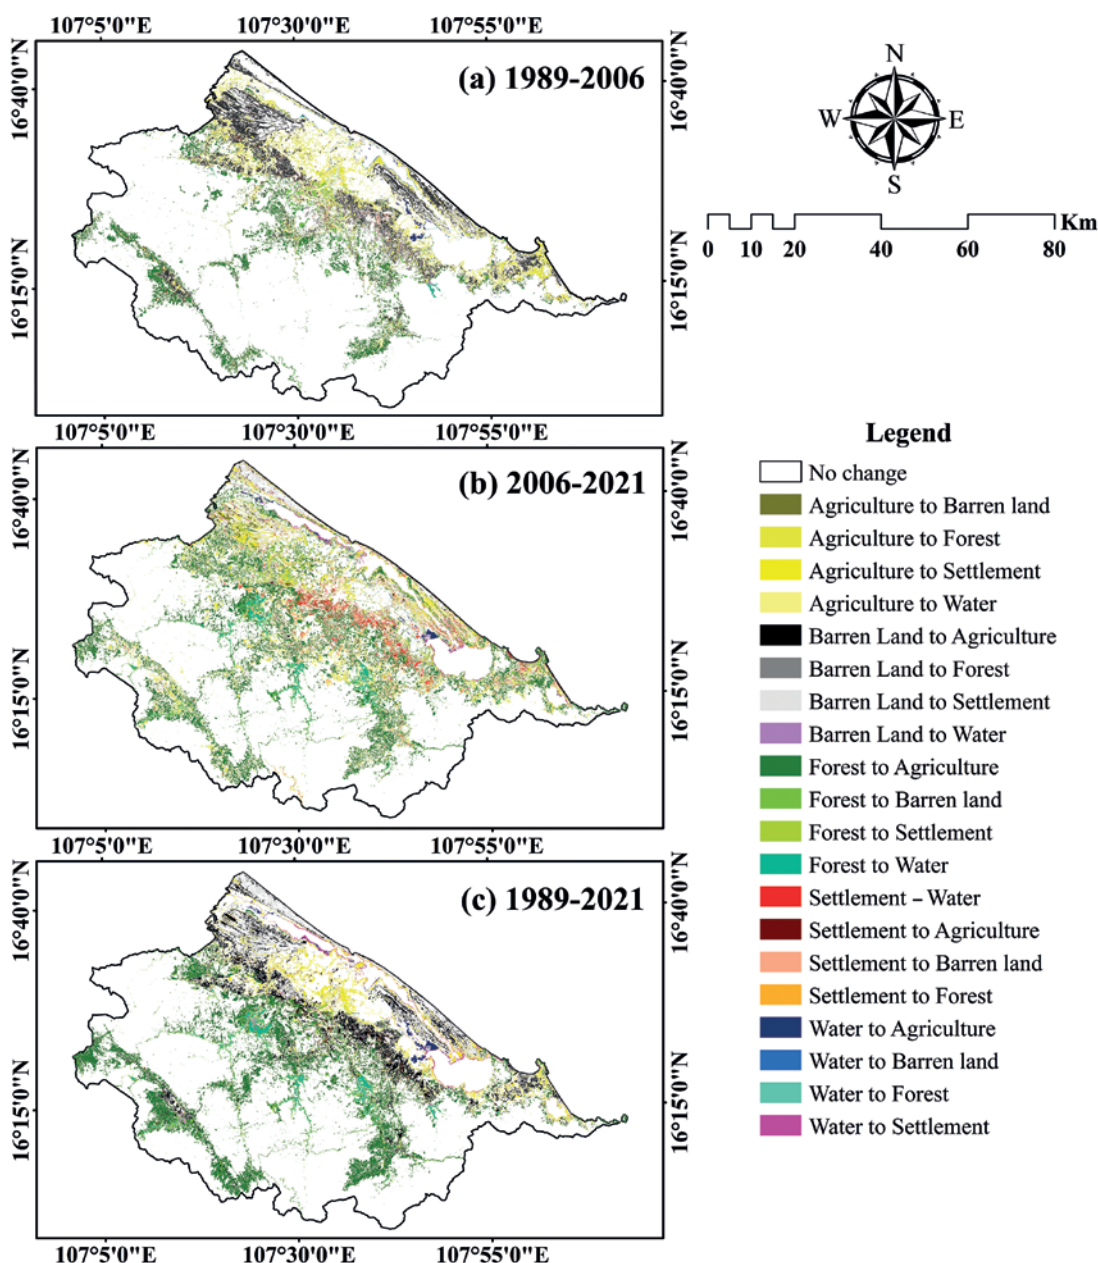 107°5'0"E 107°30'0"E 107°55'0"E
16°40'0"N
16°15'0"N
(a) 1989-2006
16°40'0"N
16°15'0"N
N
W E
S
Km
0 10 20 40 60 80
107°5'0"E 107°30'0"E 107°55'0"E
16°40'0"N
16°15'0"N
(b) 2006-2021
16°40'0"N
16°15'0"N
107°5'0"E 107°30'0"E 107°55'0"E
16°40'0"N
16°15'0"N
(c) 1989-2021
16°40'0"N
16°15'0"N
107°5'0"E 107°30'0"E 107°55'0"E
Legend
No change
Agriculture to Barren land
Agriculture to Forest
Agriculture to Settlement
Agriculture to Water
Barren Land to Agriculture
Barren Land to Forest
Barren Land to Settlement
Barren Land to Water
Forest to Agriculture
Forest to Barren land
Forest to Settlement
Forest to Water
Settlement – Water
Settlement to Agriculture
Settlement to Barren land
Settlement to Forest
Water to Agriculture
Water to Barren land
Water to Forest
Water to Settlement